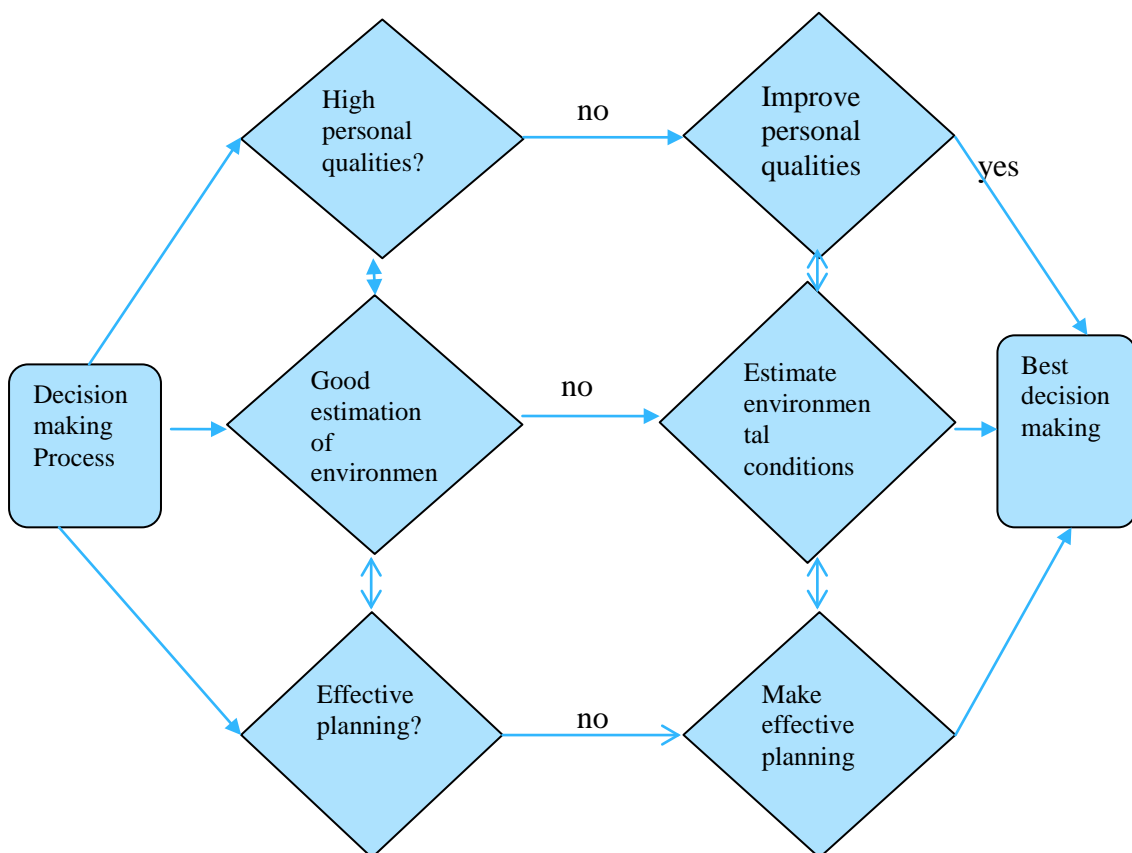 High
personal
qualities?
no
Improve
personal
qualities
yes
Decision
making
Process
Good
estimation
of
environmen
no
Estimate
environmen
tal
conditions
Best
decision
making
Effective
planning?
no
Make
effective
planning